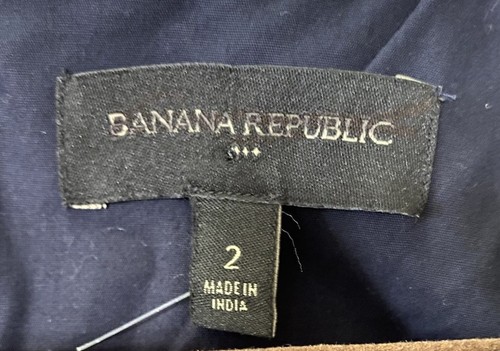 BANANA REPUBLIC
2
MADE IN
INDIA